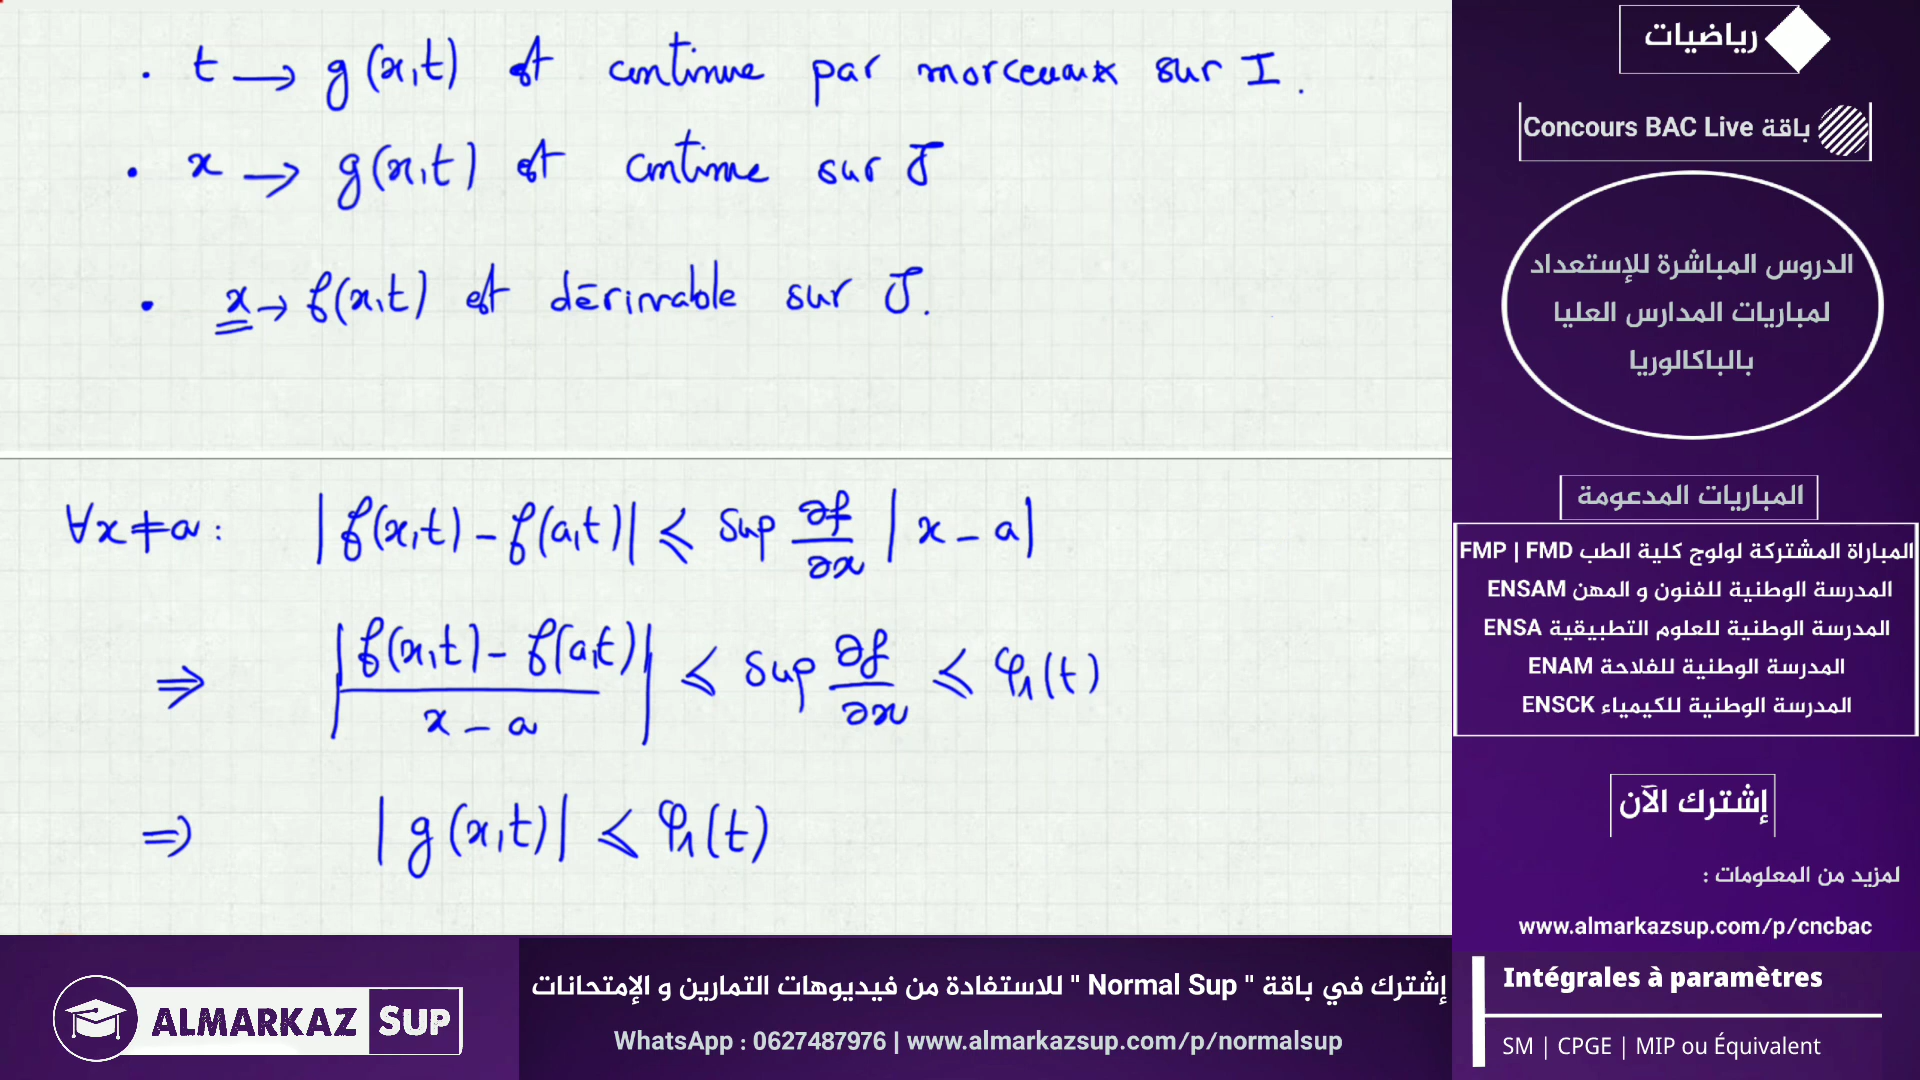 . t → g(x,t) est continue par morceaux sur I.
. x → g(x,t) est continue sur J
. x → f(x,t) est dérivable sur J.
∀x≠a : |f(x,t) - f(a,t)| ≤ Sup ∂f/∂x |x - a|
⇒ |f(x,t) - f(a,t) / x - a| ≤ Sup ∂f/∂x ≤ φ₁(t)
⇒ |g(x,t)| ≤ φ₁(t)
رياضيات
باقة Concours BAC Live
الدروس المباشرة للإستعداد
لمباريات المدارس العليا
بالباكالوريا
المباريات المدعومة
المباراة المشتركة لولوج كلية الطب FMP | FMD
المدرسة الوطنية للفنون و المهن ENSAM
المدرسة الوطنية للعلوم التطبيقية ENSA
المدرسة الوطنية للفلاحة ENAM
المدرسة الوطنية للكيمياء ENSCK
إشترك الآن
لمزيد من المعلومات :
www.almarkazsup.com/p/cncbac
Intégrales à paramètres
SM | CPGE | MIP ou Équivalent
ALMARKAZ SUP
إشترك في باقة " Normal Sup " للاستفادة من فيديوهات التمارين و الإمتحانات
WhatsApp : 0627487976 | www.almarkazsup.com/p/normalsup